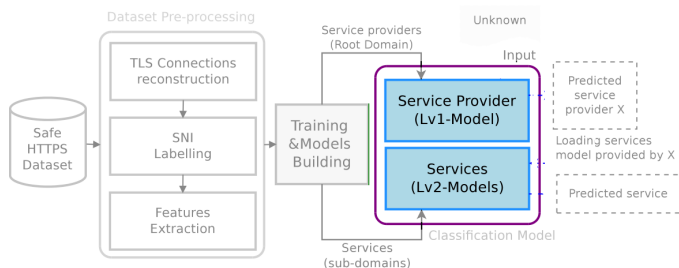 Dataset Pre-processing
TLS Connections
reconstruction
SNI
Labelling
Features
Extraction
Safe
HTTPS
Dataset
Training
&Models
Building
Service providers
(Root Domain)
Services
(sub-domains)
Unknown
Input
Service Provider
(Lv1-Model)
Services
(Lv2-Models)
Classification Model
Predicted
service
provider X
Loading services
model provided by X
Predicted service